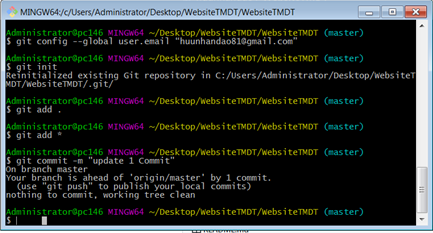 MINGW64:/c/Users/Administrator/Desktop/WebsiteTMDT/WebsiteTMDT
Administrator@pc146 MINGW64 ~/Desktop/WebsiteTMDT/WebsiteTMDT (master)
$ git config --global user.email "huunhandao81@gmail.com"
Administrator@pc146 MINGW64 ~/Desktop/WebsiteTMDT/WebsiteTMDT (master)
$ git init
Reinitialized existing Git repository in C:/Users/Administrator/Desktop/WebsiteT
MDT/WebsiteTMDT/.git/
Administrator@pc146 MINGW64 ~/Desktop/WebsiteTMDT/WebsiteTMDT (master)
$ git add .
Administrator@pc146 MINGW64 ~/Desktop/WebsiteTMDT/WebsiteTMDT (master)
$ git add *
Administrator@pc146 MINGW64 ~/Desktop/WebsiteTMDT/WebsiteTMDT (master)
$ git commit -m "update 1 Commit"
On branch master
Your branch is ahead of 'origin/master' by 1 commit.
(use "git push" to publish your local commits)
nothing to commit, working tree clean
Administrator@pc146 MINGW64 ~/Desktop/WebsiteTMDT/WebsiteTMDT (master)
$